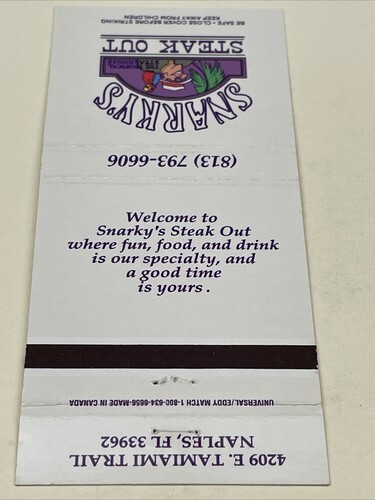 BE SAFE - CLOSE COVER BEFORE STRIKING
KEEP AWAY FROM CHILDREN
STEAK OUT
SNARKY'S
(813) 793-6606
Welcome to
Snarky's Steak Out
where fun, food, and drink
is our specialty, and
a good time
is yours .
UNIVERSAL/EDDY MATCH 1-800-634-6656-MADE IN CANADA
4209 E. TAMIAMI TRAIL
NAPLES, FL 33962